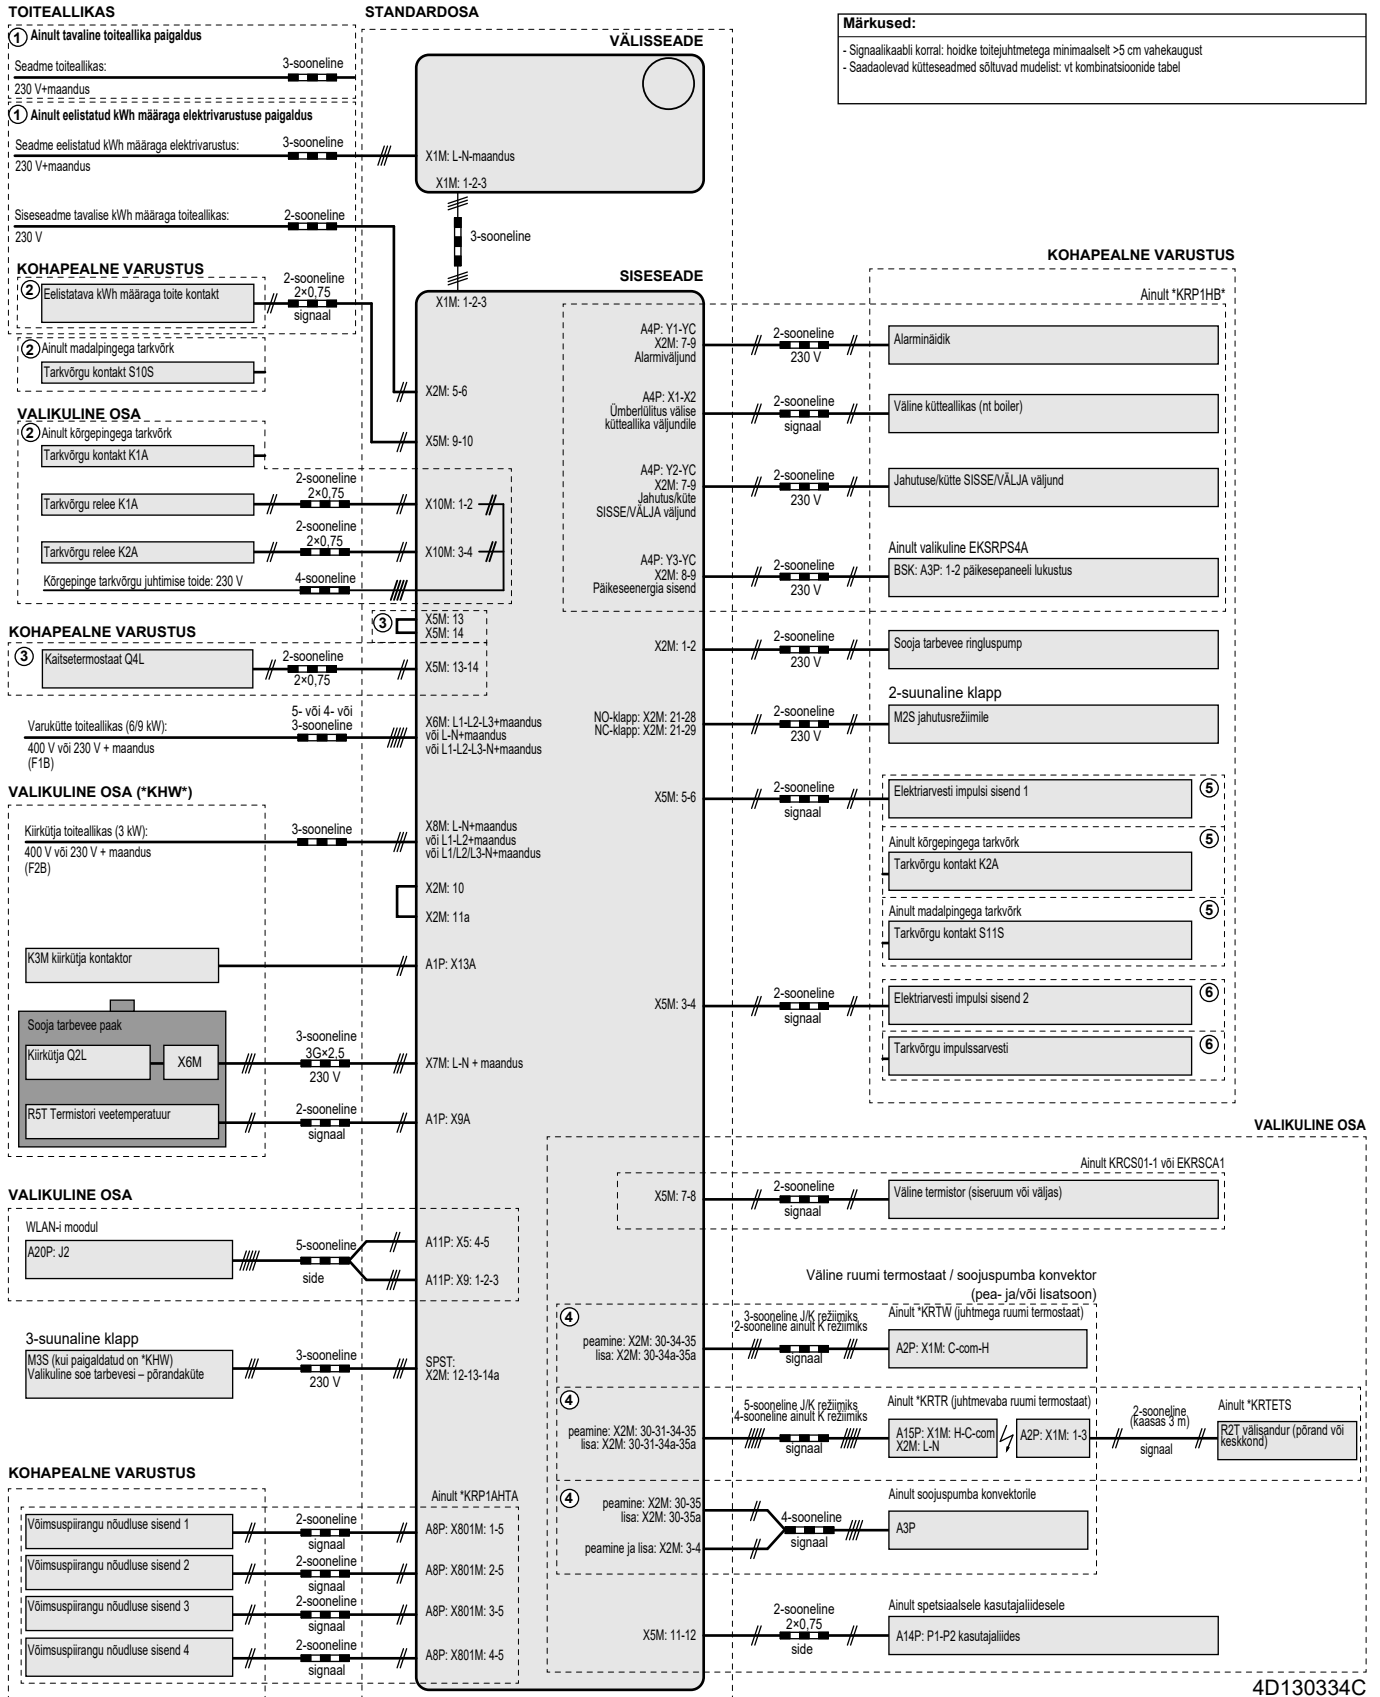 TOITEALLIKAS
① Ainult tavaline toiteallika paigaldus
Seadme toiteallikas:
3-sooneline
230 V+maandus
① Ainult eelistatud kWh määraga elektrivarustuse paigaldus
Seadme eelistatud kWh määraga elektrivarustus:
3-sooneline
230 V+maandus
Siseseadme tavalise kWh määraga toiteallikas:
2-sooneline
230 V
KOHAPEALNE VARUSTUS
② Eelistatava kWh määraga toite kontakt
2-sooneline
2×0,75
signaal
② Ainult madalpingega tarkvõrk
Tarkvõrgu kontakt S10S
VALIKULINE OSA
② Ainult kõrgepingega tarkvõrk
Tarkvõrgu kontakt K1A
2-sooneline
2×0,75
Tarkvõrgu relee K1A
2-sooneline
2×0,75
Tarkvõrgu relee K2A
Kõrgepinge tarkvõrgu juhtimise toide: 230 V
4-sooneline
KOHAPEALNE VARUSTUS
③ Kaitsetermostaat Q4L
2-sooneline
2×0,75
Varukütte toiteallikas (6/9 kW):
5- või 4- või
3-sooneline
400 V või 230 V + maandus
(F1B)
VALIKULINE OSA (*KHW*)
Kiirkütja toiteallikas (3 kW):
3-sooneline
400 V või 230 V + maandus
(F2B)
K3M kiirkütja kontaktor
Sooja tarbevee paak
Kiirkütja Q2L
X6M
3-sooneline
3G×2,5
230 V
R5T Termistori veetemperatuur
2-sooneline
signaal
VALIKULINE OSA
WLAN-i moodul
A20P: J2
5-sooneline
side
3-suunaline klapp
M3S (kui paigaldatud on *KHW)
Valikuline soe tarbevesi – põrandaküte
3-sooneline
230 V
KOHAPEALNE VARUSTUS
Võimsuspiirangu nõudluse sisend 1
2-sooneline
signaal
Võimsuspiirangu nõudluse sisend 2
2-sooneline
signaal
Võimsuspiirangu nõudluse sisend 3
2-sooneline
signaal
Võimsuspiirangu nõudluse sisend 4
2-sooneline
signaal
STANDARDOSA
VÄLISSEADE
X1M: L-N-maandus
X1M: 1-2-3
3-sooneline
SISESEADE
X1M: 1-2-3
X2M: 5-6
X5M: 9-10
X10M: 1-2
X10M: 3-4
③
X5M: 13
X5M: 14
X5M: 13-14
X6M: L1-L2-L3+maandus
või L-N+maandus
või L1-L2-L3-N+maandus
X8M: L-N+maandus
või L1-L2+maandus
või L1/L2/L3-N+maandus
X2M: 10
X2M: 11a
A1P: X13A
X7M: L-N + maandus
A1P: X9A
A11P: X5: 4-5
A11P: X9: 1-2-3
SPST:
X2M: 12-13-14a
Ainult *KRP1AHTA
A8P: X801M: 1-5
A8P: X801M: 2-5
A8P: X801M: 3-5
A8P: X801M: 4-5
Märkused:
- Signaalikaabli korral: hoidke toitejuhtmetega minimaalselt >5 cm vahekaugust
- Saadaolevad kütteseadmed sõltuvad mudelist: vt kombinatsioonide tabel
KOHAPEALNE VARUSTUS
Ainult *KRP1HB*
A4P: Y1-YC
X2M: 7-9
Alarmiväljund
2-sooneline
230 V
Alarminäidik
A4P: X1-X2
Ümberlülitus välise
kütteallika väljundile
2-sooneline
signaal
Väline kütteallikas (nt boiler)
A4P: Y2-YC
X2M: 7-9
Jahutus/küte
SISSE/VÄLJA väljund
2-sooneline
230 V
Jahutuse/kütte SISSE/VÄLJA väljund
A4P: Y3-YC
X2M: 8-9
Päikeseenergia sisend
2-sooneline
230 V
Ainult valikuline EKSRPS4A
BSK: A3P: 1-2 päikesepaneeli lukustus
X2M: 1-2
2-sooneline
230 V
Sooja tarbevee ringluspump
2-suunaline klapp
NO-klapp: X2M: 21-28
NC-klapp: X2M: 21-29
2-sooneline
230 V
M2S jahutusrežiimile
X5M: 5-6
2-sooneline
signaal
Elektriarvesti impulsi sisend 1 ⑤
Ainult kõrgepingega tarkvõrk ⑤
Tarkvõrgu kontakt K2A
Ainult madalpingega tarkvõrk ⑤
Tarkvõrgu kontakt S11S
X5M: 3-4
2-sooneline
signaal
Elektriarvesti impulsi sisend 2 ⑥
Tarkvõrgu impulssarvesti ⑥
VALIKULINE OSA
Ainult KRCS01-1 või EKRSCA1
X5M: 7-8
2-sooneline
signaal
Väline termistor (siseruum või väljas)
Väline ruumi termostaat / soojuspumba konvektor
(pea- ja/või lisatsoon)
④
peamine: X2M: 30-34-35
lisa: X2M: 30-34a-35a
3-sooneline J/K režiimiks
2-sooneline ainult K režiimiks
signaal
Ainult *KRTW (juhtmega ruumi termostaat)
A2P: X1M: C-com-H
④
peamine: X2M: 30-31-34-35
lisa: X2M: 30-31-34a-35a
5-sooneline J/K režiimiks
4-sooneline ainult K režiimiks
signaal
Ainult *KRTR (juhtmevaba ruumi termostaat)
A15P: X1M: H-C-com
X2M: L-N
A2P: X1M: 1-3
2-sooneline
(kaasas 3 m)
signaal
Ainult *KRTETS
R2T välisandur (põrand või
keskkond)
④
peamine: X2M: 30-35
lisa: X2M: 30-35a
peamine ja lisa: X2M: 3-4
4-sooneline
signaal
Ainult soojuspumba konvektorile
A3P
X5M: 11-12
2-sooneline
2×0,75
side
Ainult spetsiaalsele kasutajaliidesele
A14P: P1-P2 kasutajaliides
4D130334C